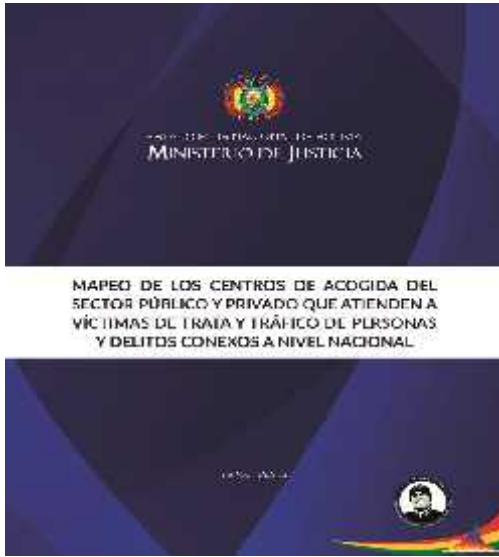 MINISTERIO DE JUSTICIA
MAPEO DE LOS CENTROS DE ACOGIDA DEL
SECTOR PÚBLICO Y PRIVADO QUE ATIENDEN A
VÍCTIMAS DE TRATA Y TRÁFICO DE PERSONAS
Y DELITOS CONEXOS A NIVEL NACIONAL